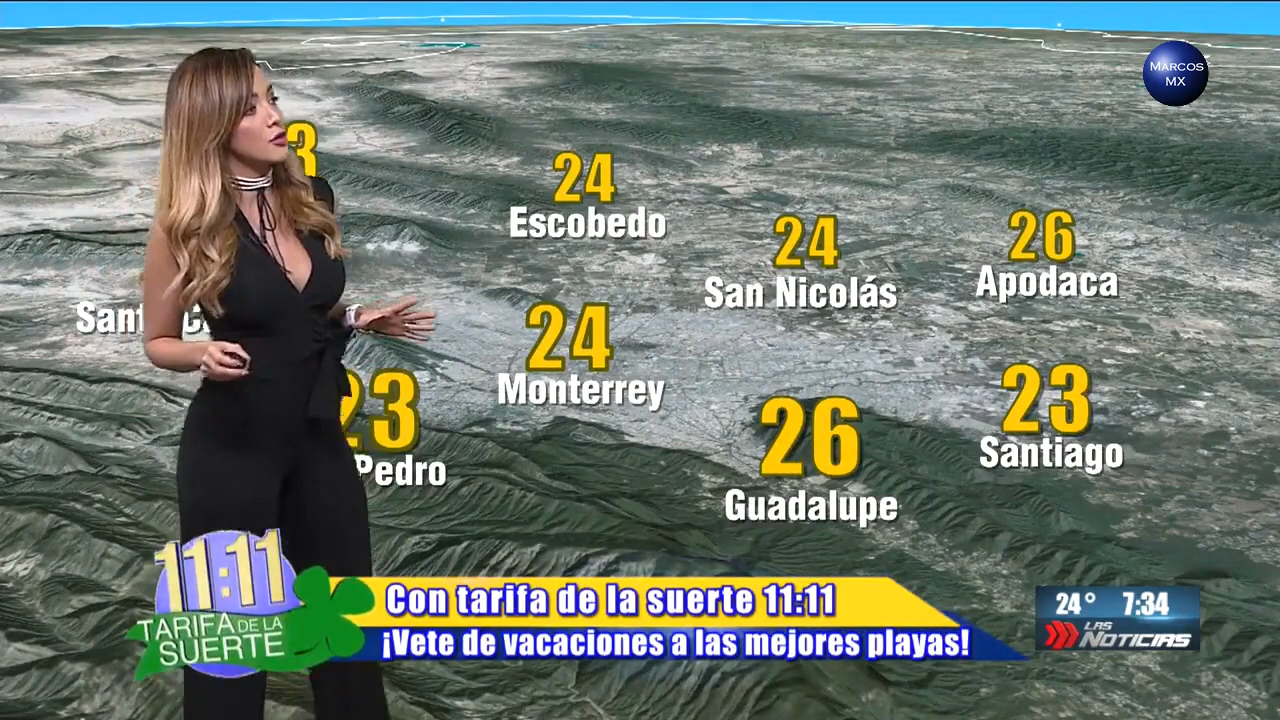 MARCOS
MX
3
24
Escobedo
24
San Nicolás
26
Apodaca
24
Monterrey
23
Pedro
26
Guadalupe
23
Santiago
11:11
TARIFA DE LA
SUERTE
Con tarifa de la suerte 11:11
¡Vete de vacaciones a las mejores playas!
24° 7:34
LAS
NOTICIAS